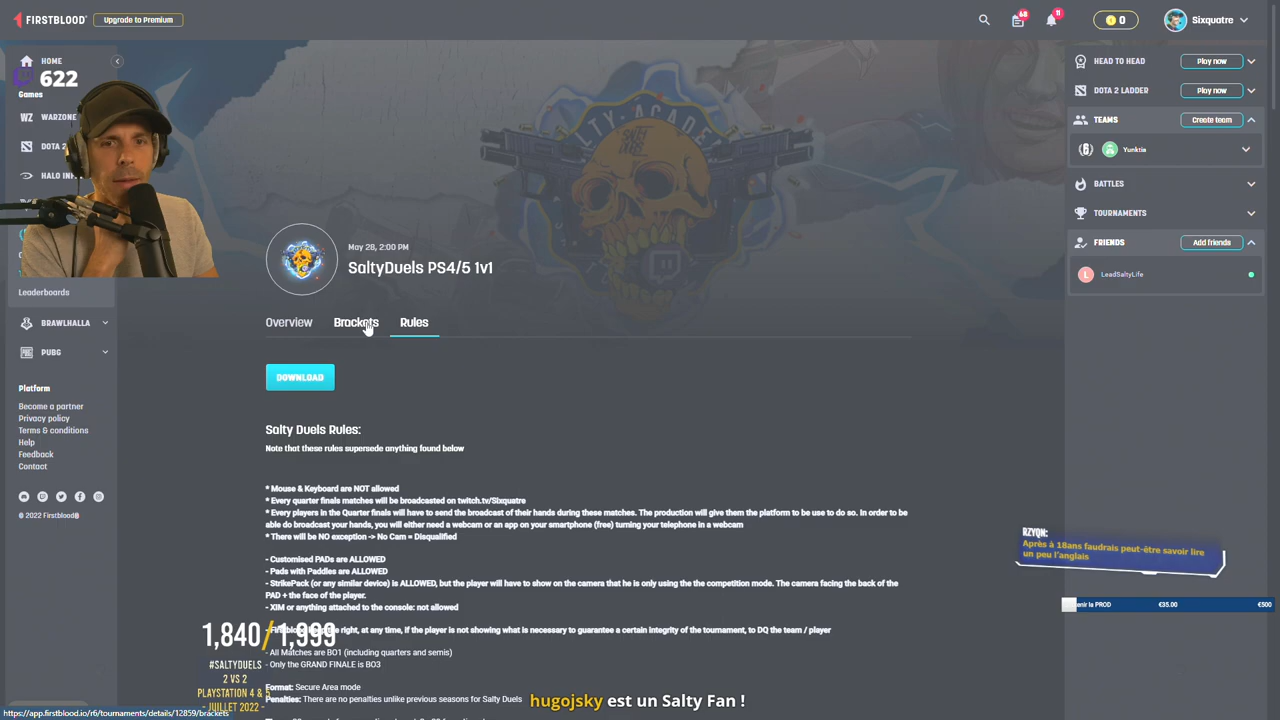 FIRSTBLOOD
Upgrade to Premium
68
11
0
Sixquatre
HOME
622
Games
WZ
WARZONE
DOTA 2
HALO INF
Leaderboards
BRAWLHALLA
PUBG
Platform
Become a partner
Privacy policy
Terms & conditions
Help
Feedback
Contact
© 2022 Firstblood®
HEAD TO HEAD
Play now
DOTA 2 LADDER
Play now
TEAMS
Create team
Yunktis
BATTLES
TOURNAMENTS
FRIENDS
Add friends
L
LeadSaltyLife
May 28, 2:00 PM
SaltyDuels PS4/5 1v1
Overview
Brackets
Rules
DOWNLOAD
Salty Duels Rules:
Note that these rules supersede anything found below
* Mouse & Keyboard are NOT allowed
* Every quarter finals matches will be broadcasted on twitch.tv/Sixquatre
* Every players in the Quarter finals will have to send the broadcast of their hands during these matches. The production will give them the platform to be use to do so. In order to be
able do broadcast your hands, you will either need a webcam or an app on your smartphone (free) turning your telephone in a webcam
* There will be NO exception -> No Cam = Disqualified
- Customised PADs are ALLOWED
- Pads with Paddles are ALLOWED
- StrikePack (or any similar device) is ALLOWED, but the player will have to show on the camera that he is only using the the competition mode. The camera facing the back of the
PAD + the face of the player.
- XIM or anything attached to the console: not allowed
right, at any time, if the player is not showing what is necessary to guarantee a certain integrity of the tournament, to DQ the team / player
- All Matches are BO1 (including quarters and semis)
- Only the GRAND FINALE is BO3
Format: Secure Area mode
Penalties: There are no penalties unlike previous seasons for Salty Duels
1,840/1,999
#SALTYDUELS
2 VS 2
PLAYSTATION 4 & 5
- JUILLET 2022 -
hugojsky est un Salty Fan !
RZYQN:
Après à 18ans faudrais peut-être savoir lire
un peu l'anglais
enir la PROD
€35.00
€500
https://app.firstblood.io/r6/tournaments/details/12859/brackets